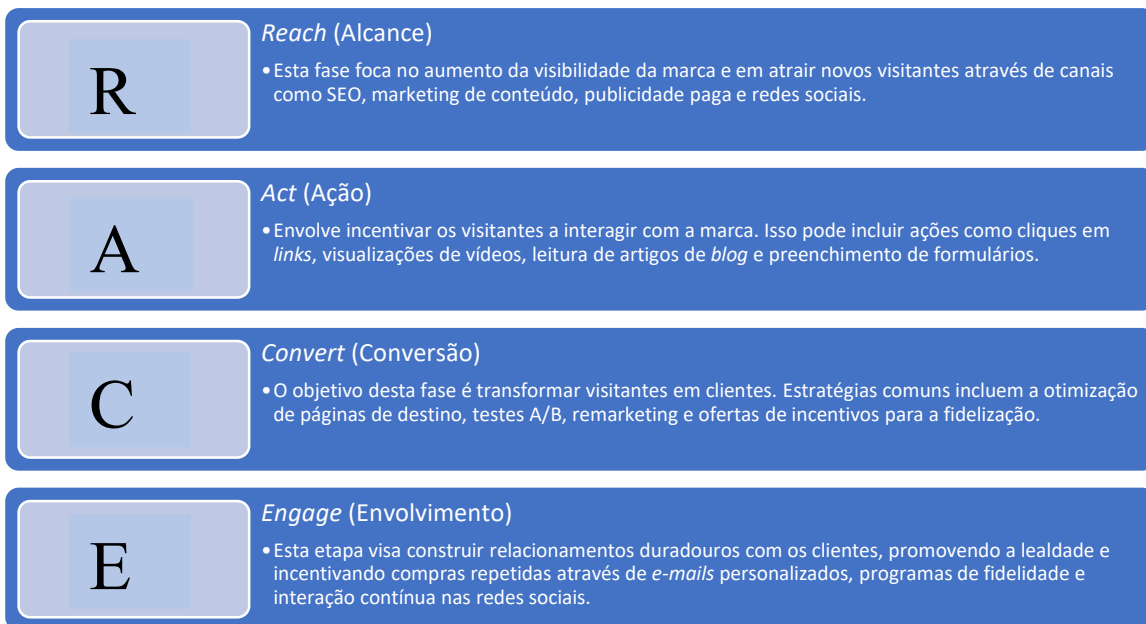 R
Reach (Alcance)
•Esta fase foca no aumento da visibilidade da marca e em atrair novos visitantes através de canais
como SEO, marketing de conteúdo, publicidade paga e redes sociais.
A
Act (Ação)
•Envolve incentivar os visitantes a interagir com a marca. Isso pode incluir ações como cliques em
links, visualizações de vídeos, leitura de artigos de blog e preenchimento de formulários.
C
Convert (Conversão)
•O objetivo desta fase é transformar visitantes em clientes. Estratégias comuns incluem a otimização
de páginas de destino, testes A/B, remarketing e ofertas de incentivos para a fidelização.
E
Engage (Envolvimento)
•Esta etapa visa construir relacionamentos duradouros com os clientes, promovendo a lealdade e
incentivando compras repetidas através de e-mails personalizados, programas de fidelidade e
interação contínua nas redes sociais.